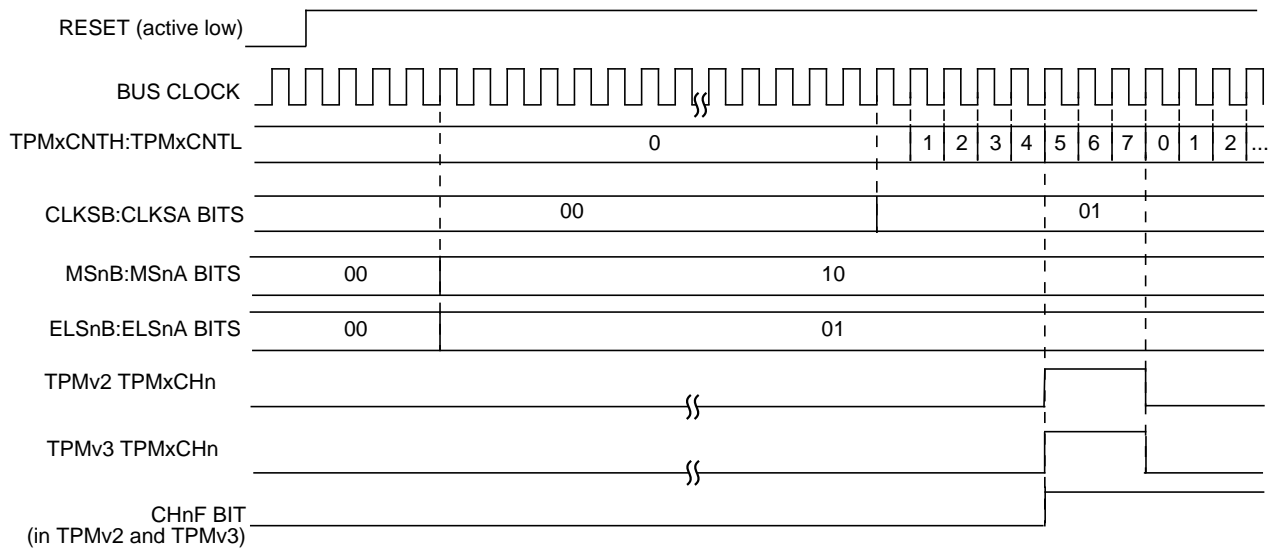 RESET (active low)
BUS CLOCK
TPMxCNTH:TPMxCNTL 0 1 2 3 4 5 6 7 0 1 2 ...
CLKSB:CLKSA BITS 00 01
MSnB:MSnA BITS 00 10
ELSnB:ELSnA BITS 00 01
TPMv2 TPMxCHn
TPMv3 TPMxCHn
CHnF BIT
(in TPMv2 and TPMv3)